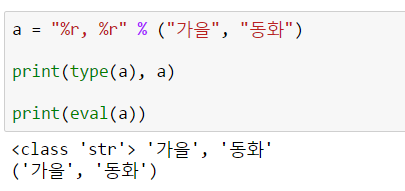 a = "%r, %r" % ("가을", "동화")
print(type(a), a)
print(eval(a))
<class 'str'> '가을', '동화'
('가을', '동화')